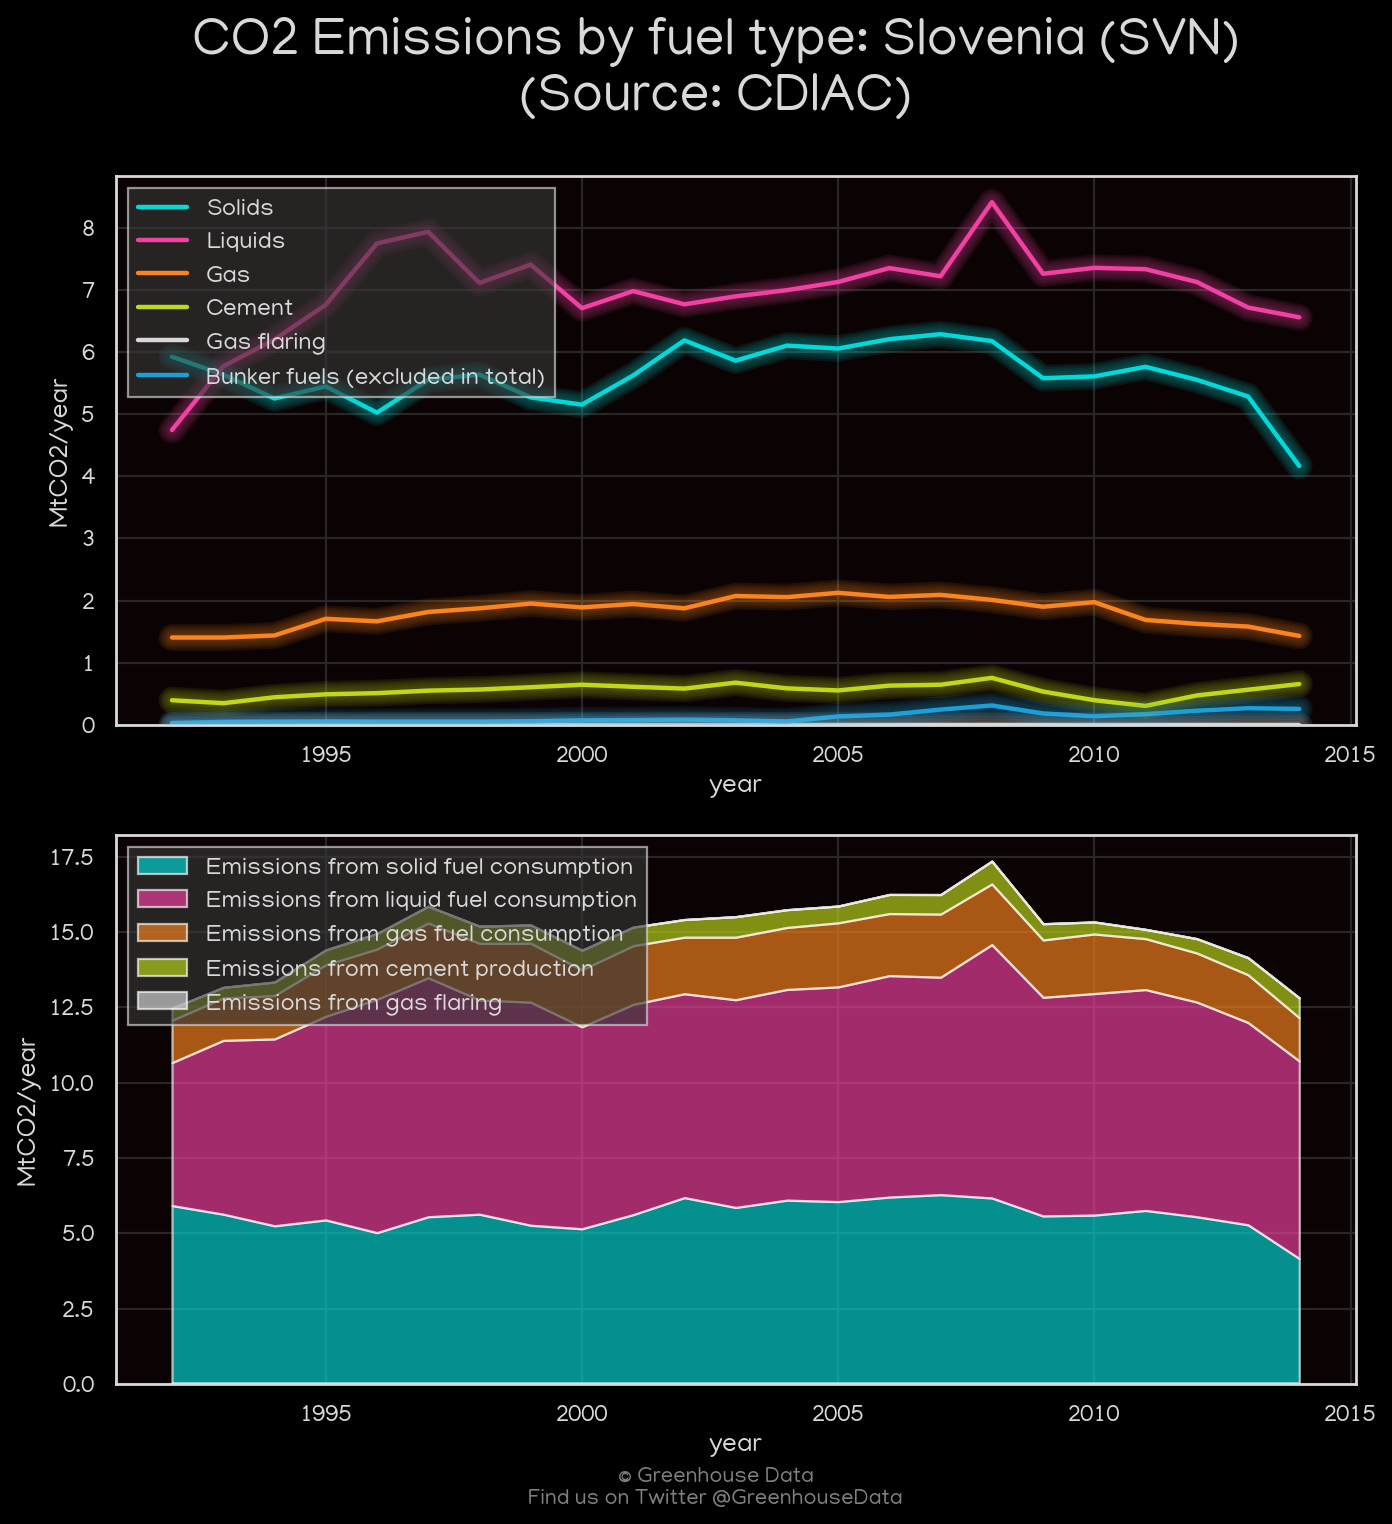 CO2 Emissions by fuel type: Slovenia (SVN)
(Source: CDIAC)
Solids
Liquids
Gas
Cement
Gas flaring
Bunker fuels (excluded in total)
MtCO2/year
8
7
6
5
4
3
2
1
0
1995 2000 2005 2010 2015
year
Emissions from solid fuel consumption
Emissions from liquid fuel consumption
Emissions from gas fuel consumption
Emissions from cement production
Emissions from gas flaring
MtCO2/year
17.5
15.0
12.5
10.0
7.5
5.0
2.5
0.0
1995 2000 2005 2010 2015
year
© Greenhouse Data
Find us on Twitter @GreenhouseData